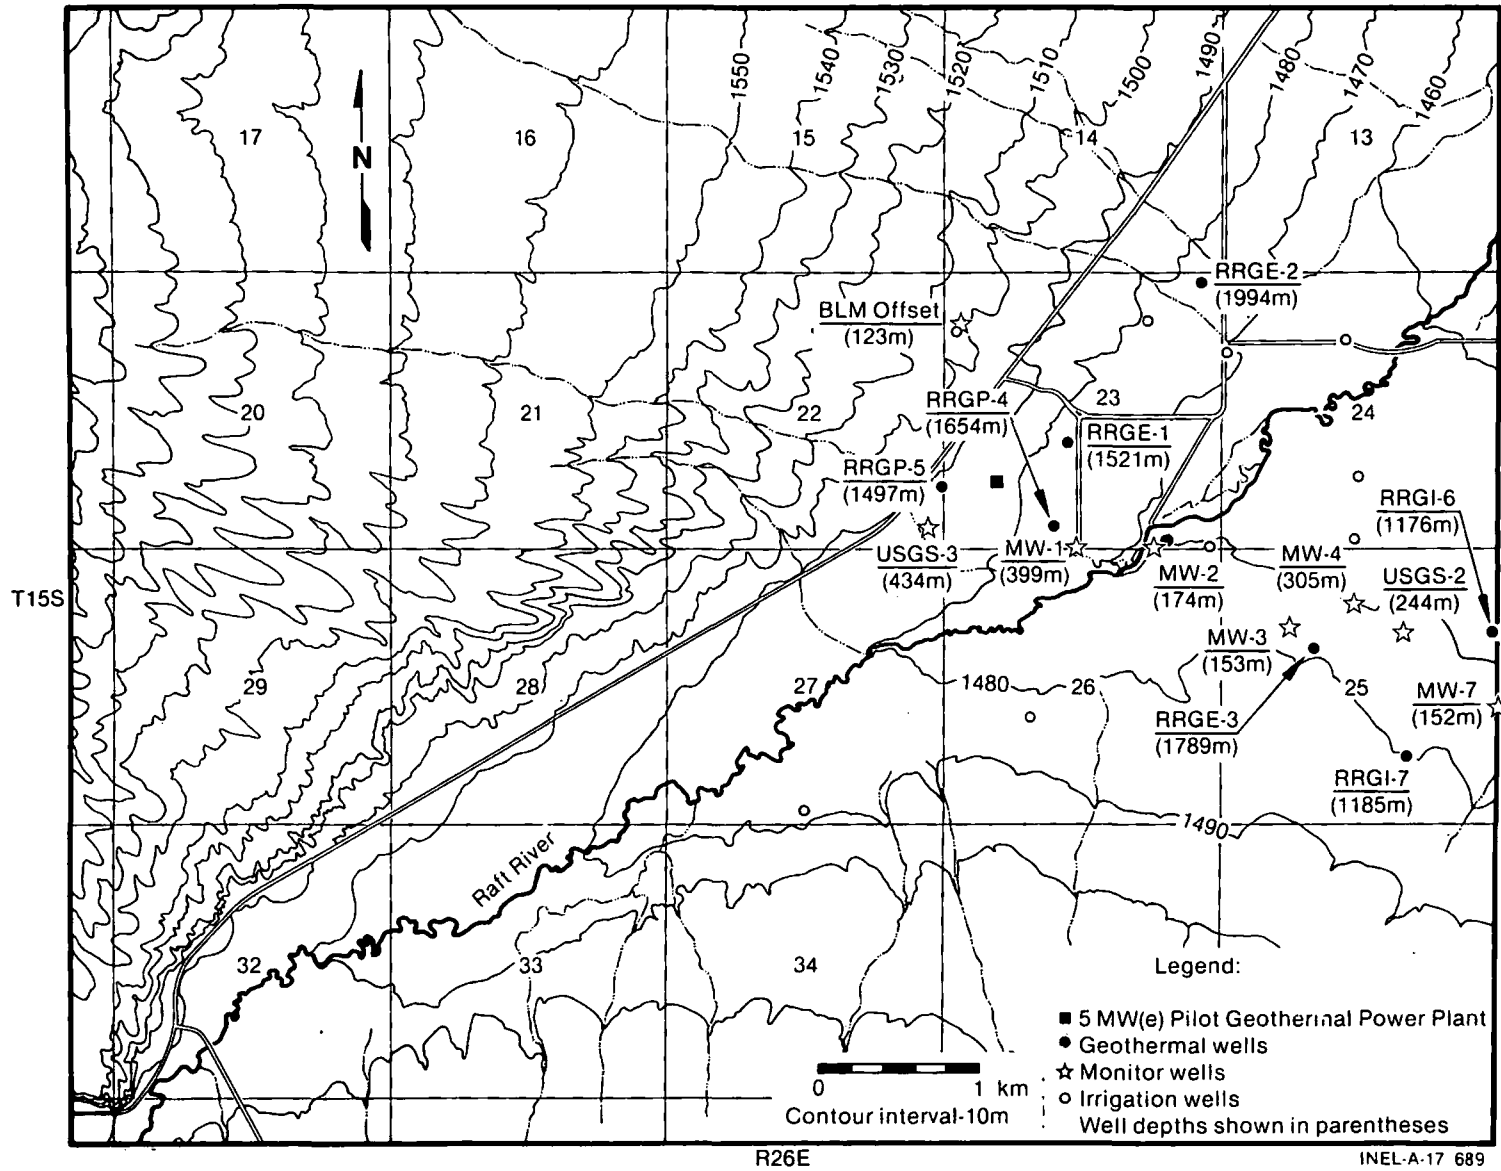 1550
1540
1530
1520
1510
1500
1490
1480
1470
1460
17
16
15
14
13
N
RRGE-2
(1994m)
BLM Offset
(123m)
20
21
22
23
24
RRGP-4
(1654m)
RRGE-1
(1521m)
RRGP-5
(1497m)
RRGI-6
(1176m)
USGS-3
(434m)
MW-1
(399m)
MW-2
(174m)
MW-4
(305m)
USGS-2
(244m)
T15S
MW-3
(153m)
29
28
27
1480
26
25
MW-7
(152m)
RRGE-3
(1789m)
RRGI-7
(1185m)
1490
Raft River
32
33
34
Legend:
5 MW(e) Pilot Geothermal Power Plant
Geothermal wells
Monitor wells
Irrigation wells
Well depths shown in parentheses
0 1 km
Contour interval-10m
R26E
INEL-A-17 689